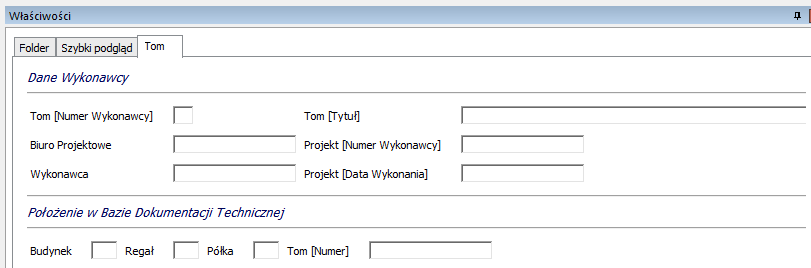 Właściwości
Folder Szybki podgląd Tom
Dane Wykonawcy
Tom [Numer Wykonawcy] Tom [Tytuł]
Biuro Projektowe Projekt [Numer Wykonawcy]
Wykonawca Projekt [Data Wykonania]
Położenie w Bazie Dokumentacji Technicznej
Budynek Regał Półka Tom [Numer]